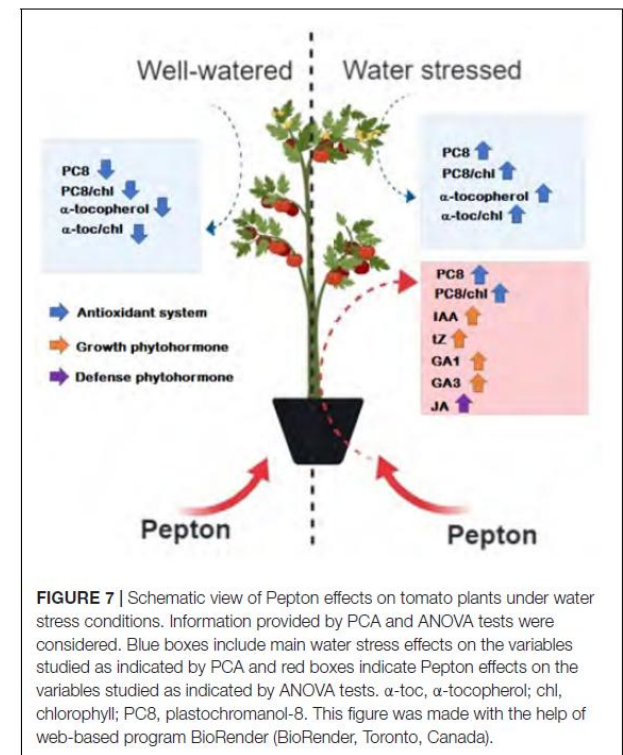 Well-watered
Water stressed
PC8
PC8/chl
α-tocopherol
α-toc/chl
PC8
PC8/chl
α-tocopherol
α-toc/chl
Antioxidant system
Growth phytohormone
Defense phytohormone
PC8
PC8/chl
IAA
tZ
GA1
GA3
JA
Pepton
Pepton
FIGURE 7 | Schematic view of Pepton effects on tomato plants under water
stress conditions. Information provided by PCA and ANOVA tests were
considered. Blue boxes include main water stress effects on the variables
studied as indicated by PCA and red boxes indicate Pepton effects on the
variables studied as indicated by ANOVA tests. α-toc, α-tocopherol; chl,
chlorophyll; PC8, plastochromanol-8. This figure was made with the help of
web-based program BioRender (BioRender, Toronto, Canada).